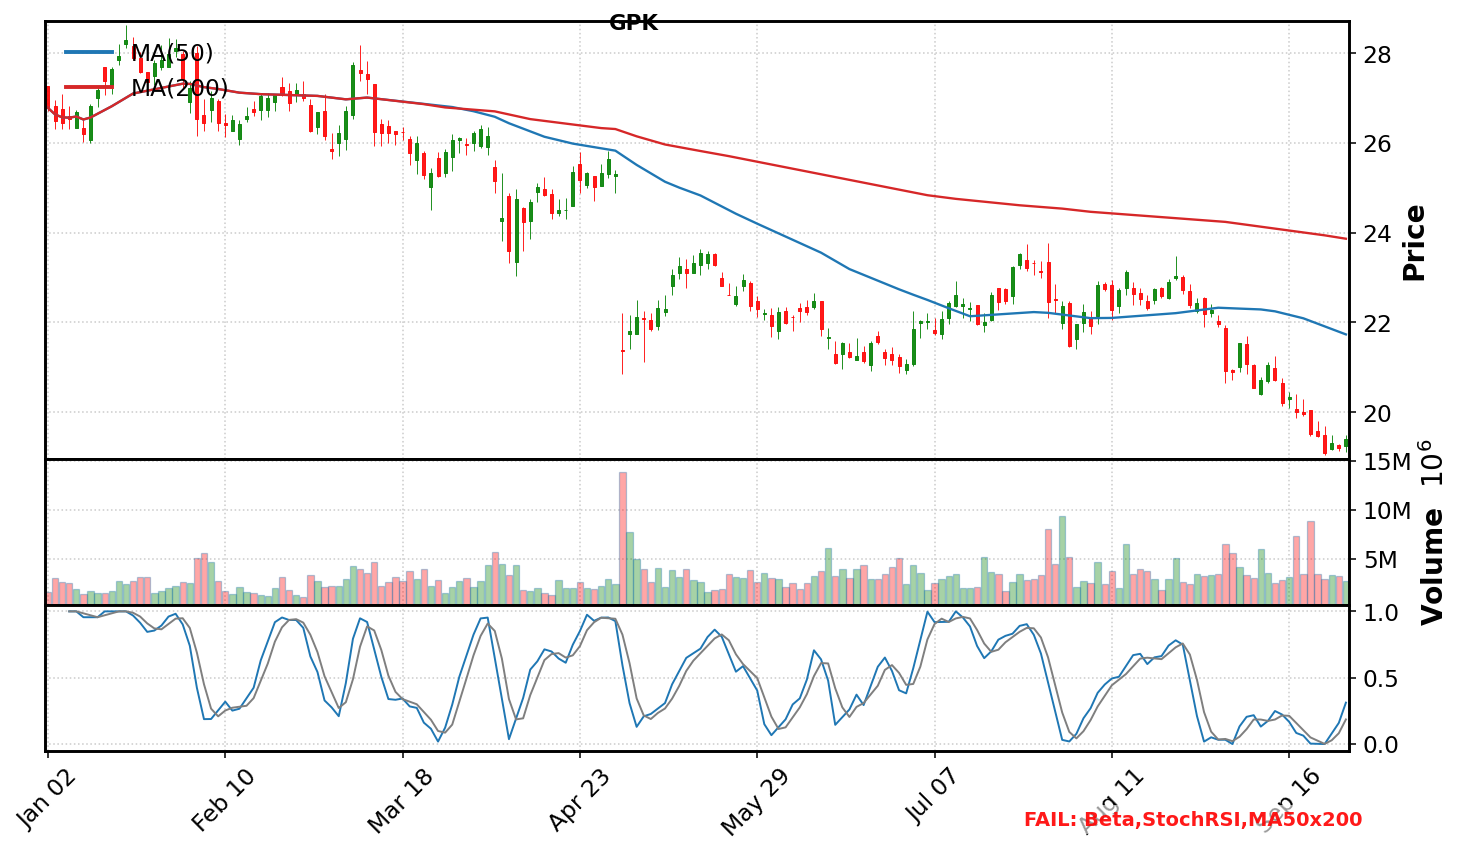 GPK
MA(50)
MA(200)
28
26
24
22
20
Price
15M
10M
5M
Volume 10^6
1.0
0.5
0.0
Jan 02
Feb 10
Mar 18
Apr 23
May 29
Jul 07
Aug 11
Sep 16
FAIL: Beta,StochRSI,MA50x200